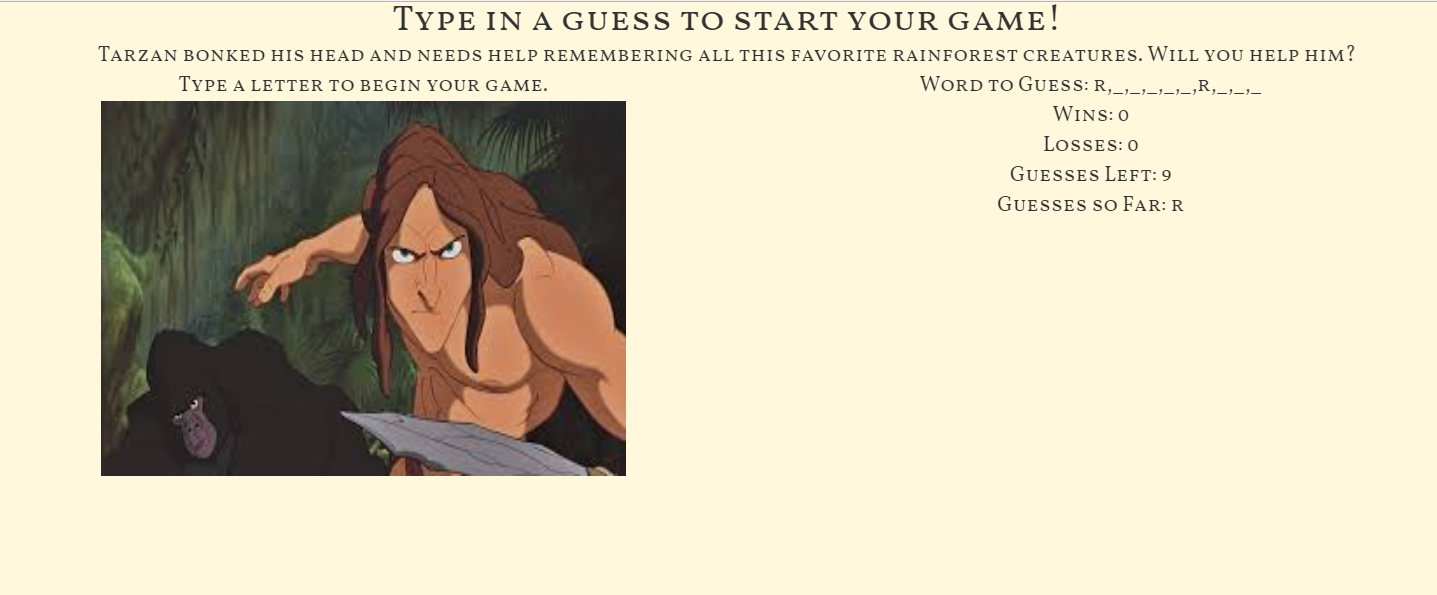 Type in a guess to start your game!
Tarzan bonked his head and needs help remembering all this favorite rainforest creatures. Will you help him?
Type a letter to begin your game.
Word to Guess: r,_,_,_,_,_,r,_,_,_
Wins: 0
Losses: 0
Guesses Left: 9
Guesses so Far: r